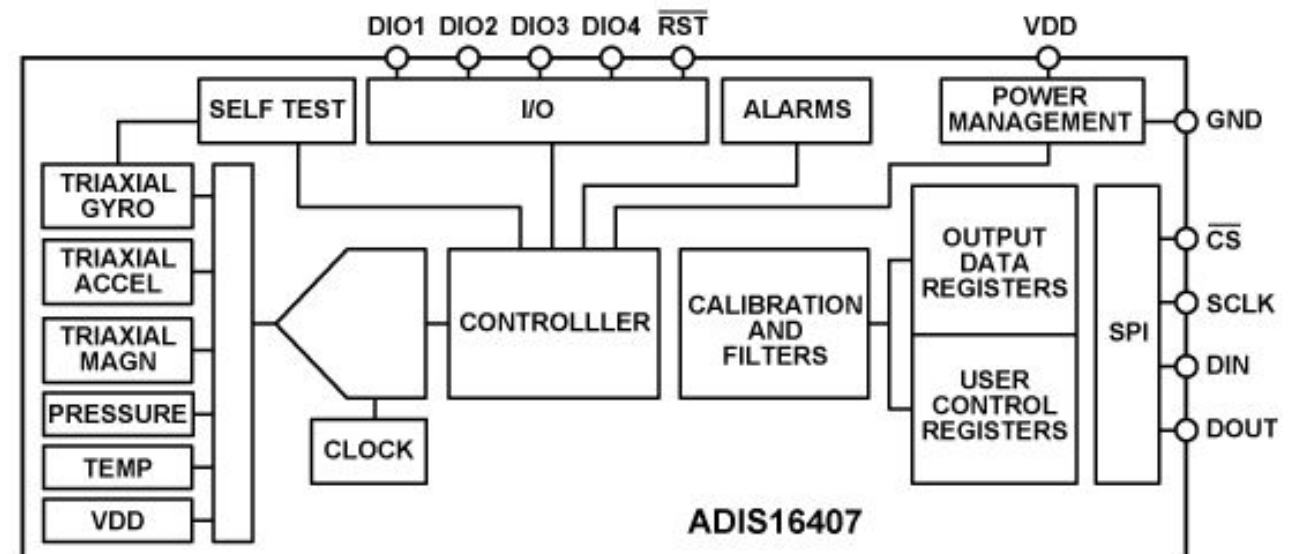 DIO1 DIO2 DIO3 DIO4 RST VDD
SELF TEST
I/O
ALARMS
POWER
MANAGEMENT
GND
TRIAXIAL
GYRO
TRIAXIAL
ACCEL
TRIAXIAL
MAGN
PRESSURE
TEMP
VDD
CLOCK
CONTROLLLER
CALIBRATION
AND
FILTERS
OUTPUT
DATA
REGISTERS
USER
CONTROL
REGISTERS
SPI
CS
SCLK
DIN
DOUT
ADIS16407